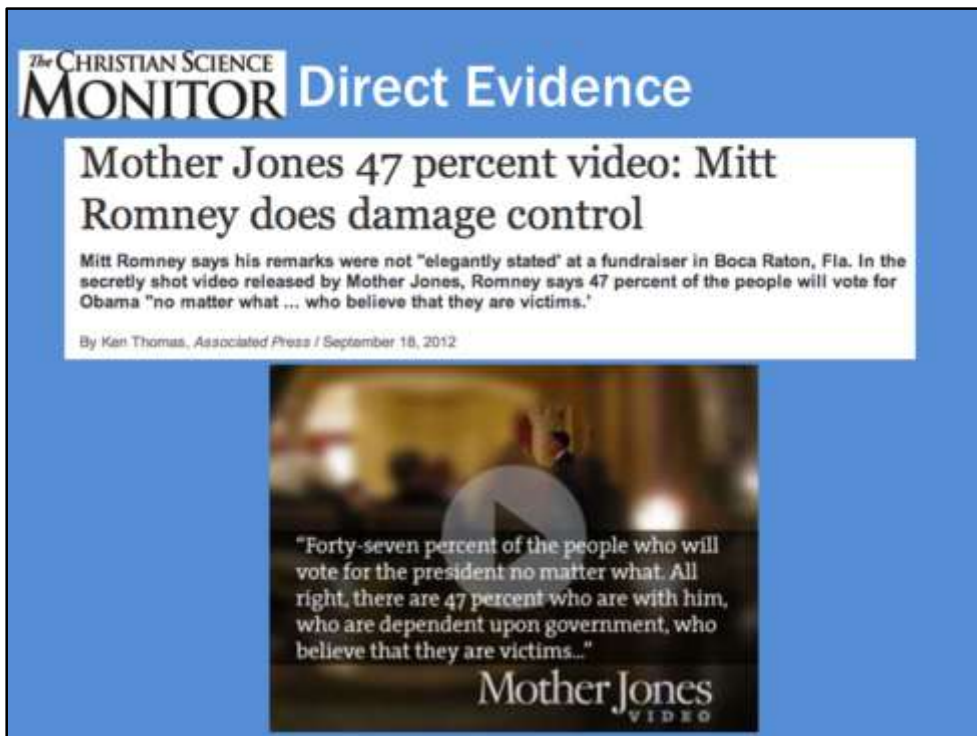 The CHRISTIAN SCIENCE
MONITOR Direct Evidence
Mother Jones 47 percent video: Mitt
Romney does damage control
Mitt Romney says his remarks were not "elegantly stated' at a fundraiser in Boca Raton, Fla. In the
secretly shot video released by Mother Jones, Romney says 47 percent of the people will vote for
Obama "no matter what ... who believe that they are victims.'
By Ken Thomas, Associated Press / September 18, 2012
“Forty-seven percent of the people who will
vote for the president no matter what. All
right, there are 47 percent who are with him,
who are dependent upon government, who
believe that they are victims...”
Mother Jones
VIDEO